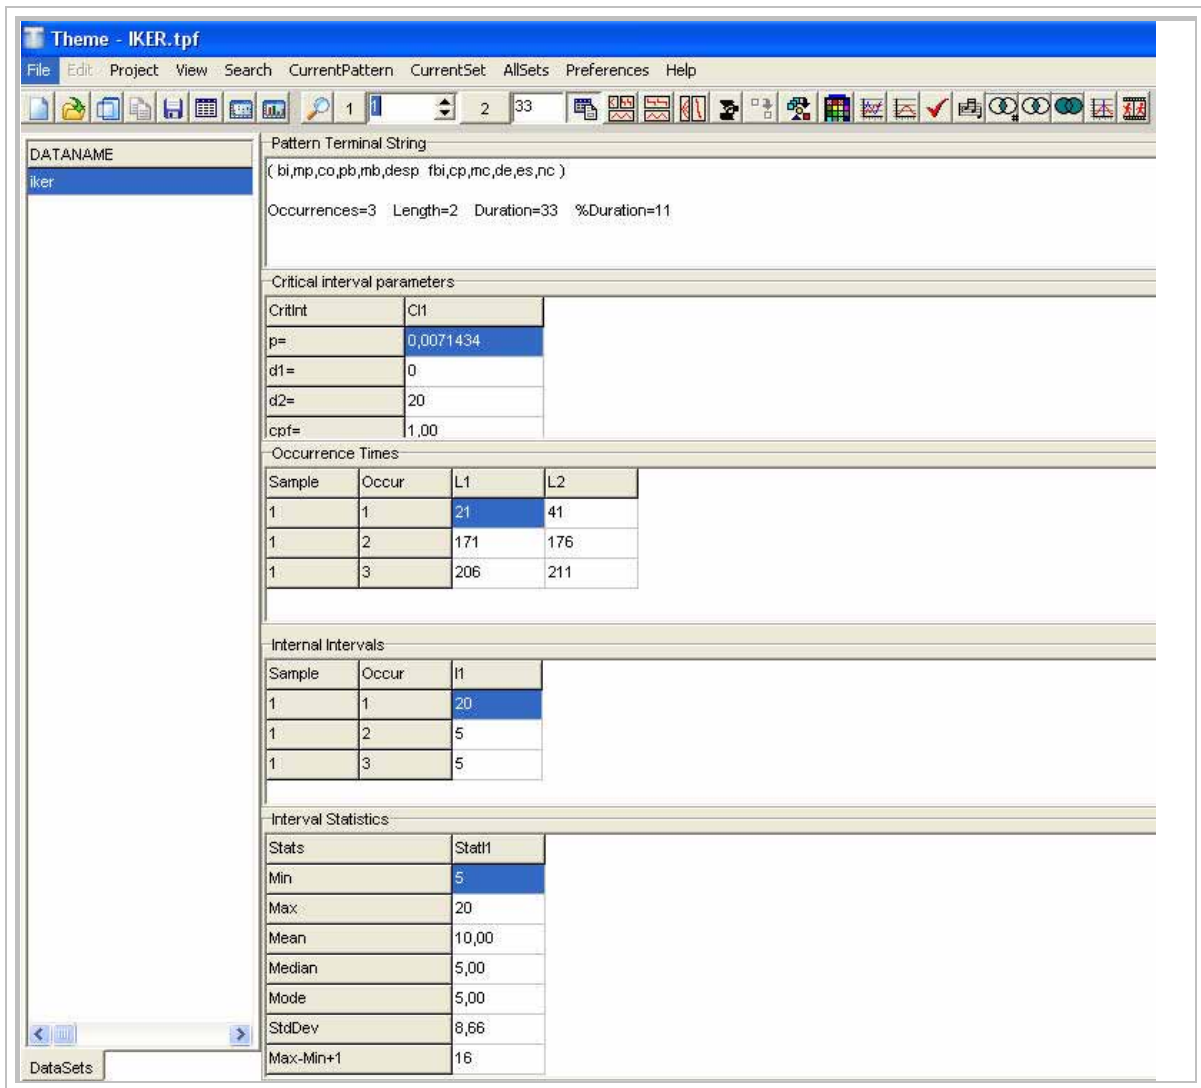 Theme - IKER.tpf
File Edit Project View Search CurrentPattern CurrentSet AllSets Preferences Help
1 1 2 33
DATANAME
iker
Pattern Terminal String
( bi,mp,co,pb,mb,desp fbi,cp,mc,de,es,nc )
Occurrences=3 Length=2 Duration=33 %Duration=11
Critical interval parameters
CritInt CI1
p= 0,0071434
d1= 0
d2= 20
cpf= 1,00
Occurrence Times
Sample Occur L1 L2
1 1 21 41
1 2 171 176
1 3 206 211
Internal Intervals
Sample Occur I1
1 1 20
1 2 5
1 3 5
Interval Statistics
Stats StatI1
Min 5
Max 20
Mean 10,00
Median 5,00
Mode 5,00
StdDev 8,66
Max-Min+1 16
DataSets